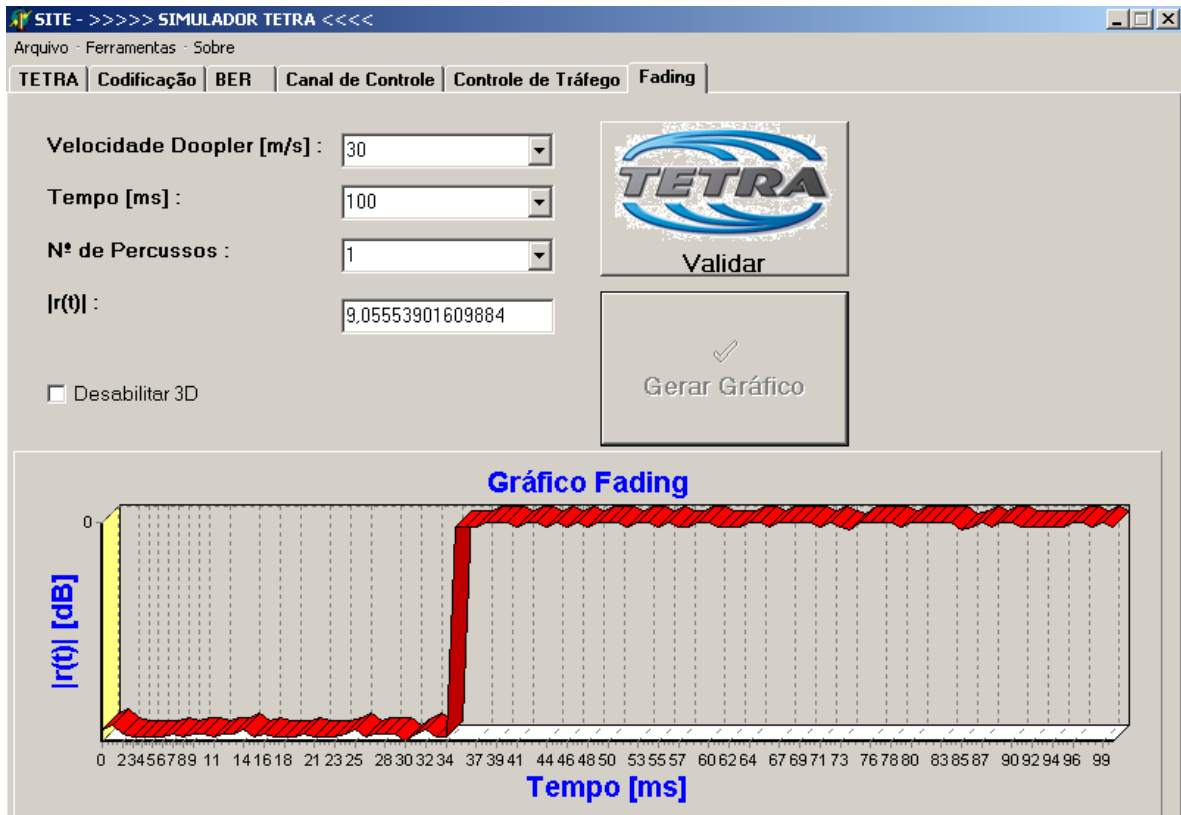 SITE - >>>>> SIMULADOR TETRA <<<<
Arquivo - Ferramentas - Sobre
TETRA Codificação BER Canal de Controle Controle de Tráfego Fading
Velocidade Doopler [m/s] : 30
Tempo [ms] : 100
Nº de Percussos : 1
|r(t)| : 9,05553901609884
Desabilitar 3D
TETRA
Validar
Gerar Gráfico
Gráfico Fading
0
|r(t)| [dB]
0 2 3 4 5 6 7 8 9 11 14 16 18 21 23 25 28 30 32 34 37 39 41 44 46 48 50 53 55 57 60 62 64 67 69 71 73 76 78 80 83 85 87 90 92 94 96 99
Tempo [ms]